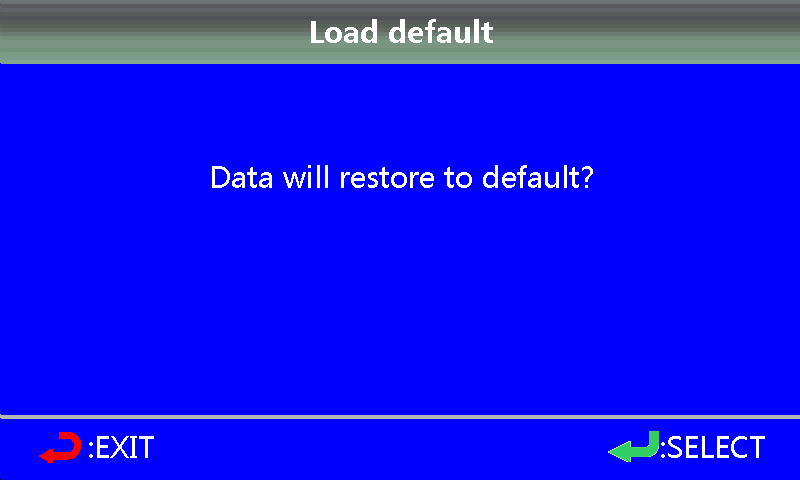 Load default
Data will restore to default?
:EXIT
:SELECT